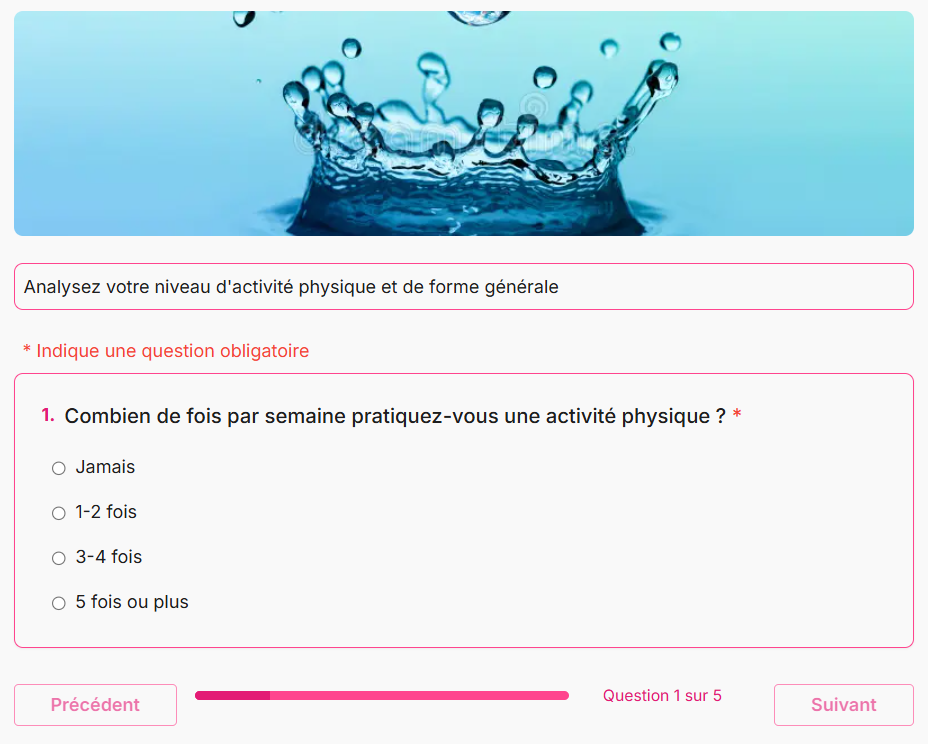 Analysez votre niveau d'activité physique et de forme générale
* Indique une question obligatoire
1. Combien de fois par semaine pratiquez-vous une activité physique ? *
Jamais
1-2 fois
3-4 fois
5 fois ou plus
Précédent
Question 1 sur 5
Suivant